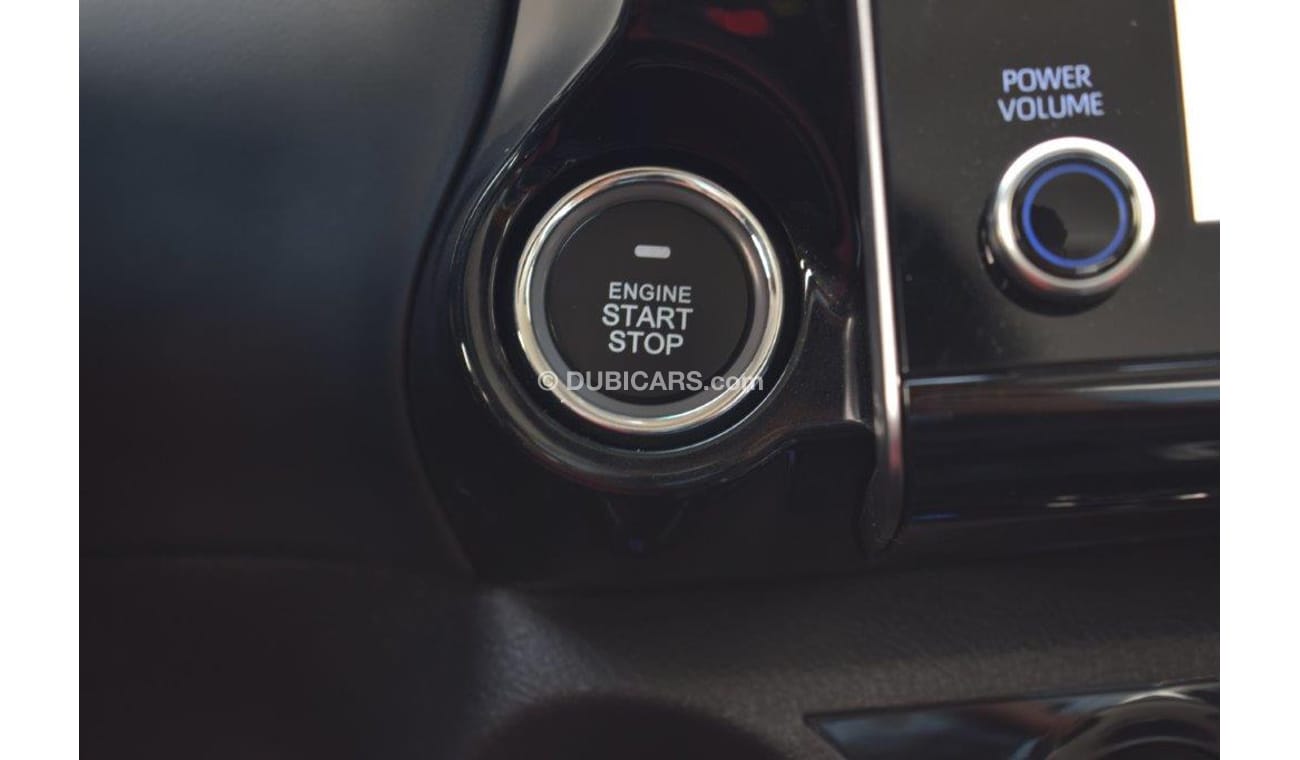 POWER
VOLUME
ENGINE
START
STOP
© DUBICARS.com